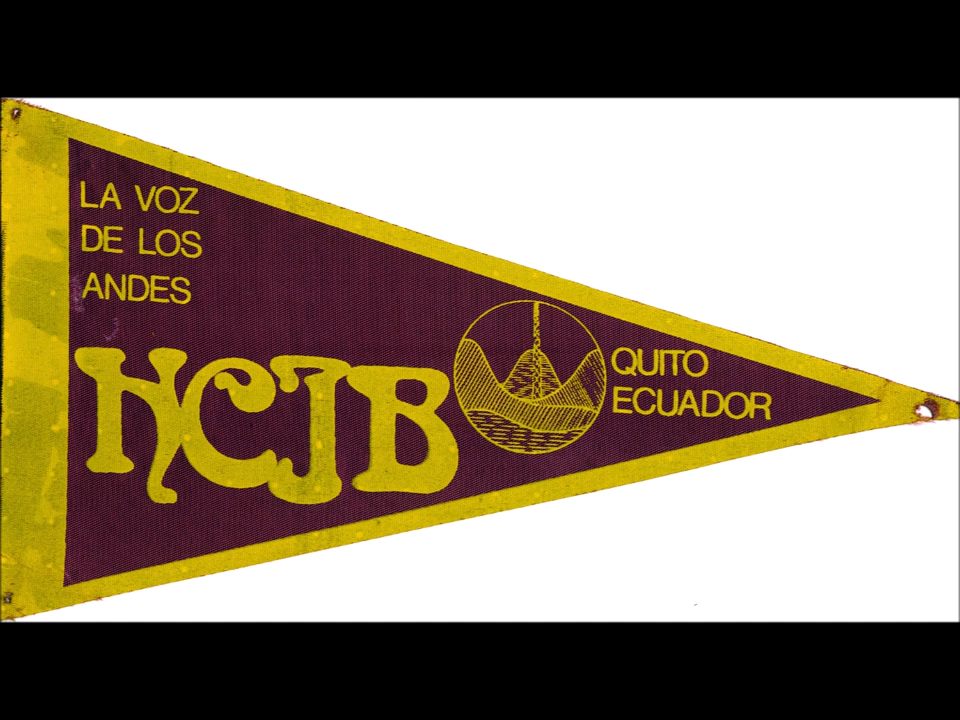 LA VOZ
DE LOS
ANDES
HCJB
QUITO
ECUADOR